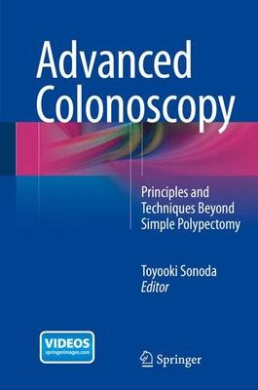 Advanced
Colonoscopy
Principles and
Techniques Beyond
Simple Polypectomy
Toyooki Sonoda
Editor
VIDEOS
springerimages.com
Springer